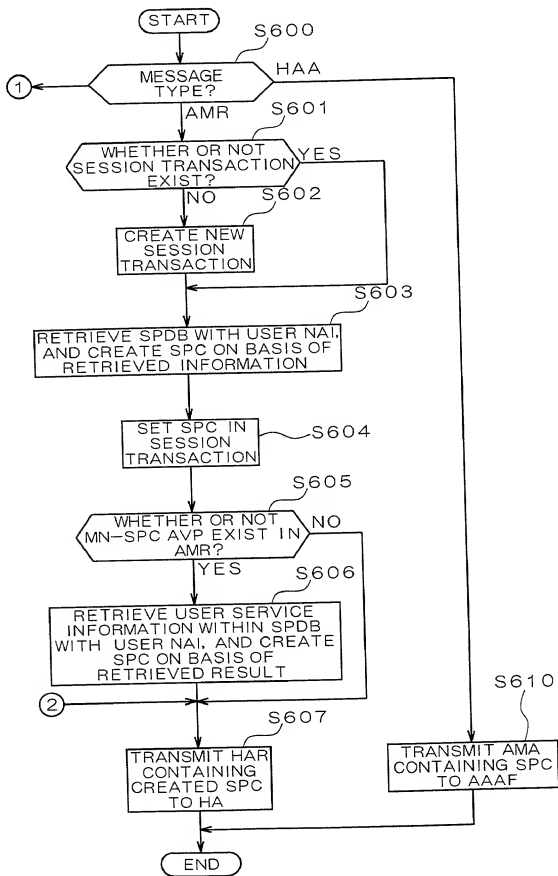 START
S600
1
MESSAGE
TYPE?
HAA
AMR
S601
WHETHER OR NOT
SESSION TRANSACTION
EXIST?
YES
NO
S602
CREATE NEW
SESSION
TRANSACTION
S603
RETRIEVE SPDB WITH USER NAI,
AND CREATE SPC ON BASIS OF
RETRIEVED INFORMATION
SET SPC IN
SESSION
TRANSACTION
S604
S605
WHETHER OR NOT
MN-SPC AVP EXIST IN
AMR?
NO
YES
S606
RETRIEVE USER SERVICE
INFORMATION WITHIN SPDB
WITH USER NAI, AND CREATE
SPC ON BASIS OF
RETRIEVED RESULT
2
S607
TRANSMIT HAR
CONTAINING
CREATED SPC
TO HA
S610
TRANSMIT AMA
CONTAINING SPC
TO AAAF
END